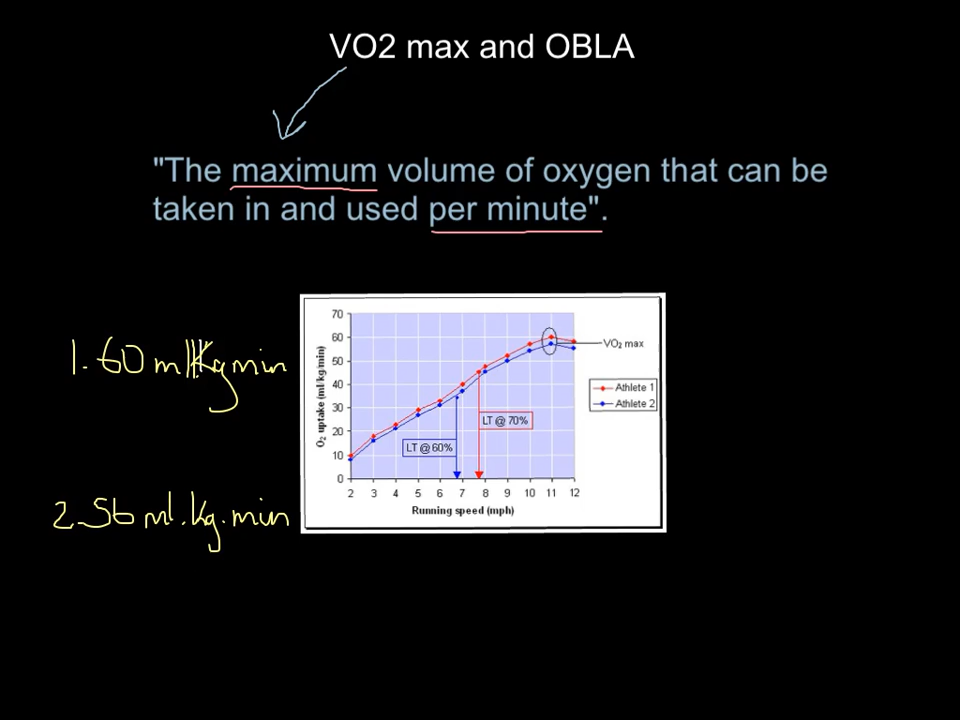 VO2 max and OBLA
"The maximum volume of oxygen that can be
taken in and used per minute".
1. 60 ml/Kg min
2. 56 ml.kg.min
O₂ uptake (ml/kg/min)
70
60
50
40
30
20
10
0
2 3 4 5 6 7 8 9 10 11 12
Running speed (mph)
LT @ 60%
LT @ 70%
VO₂ max
Athlete 1
Athlete 2